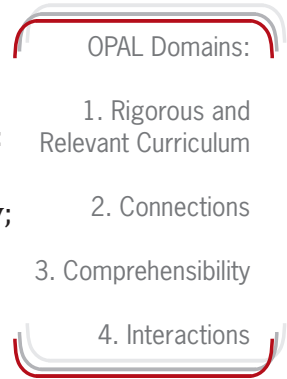 OPAL Domains:
1. Rigorous and
Relevant Curriculum
2. Connections
3. Comprehensibility
4. Interactions